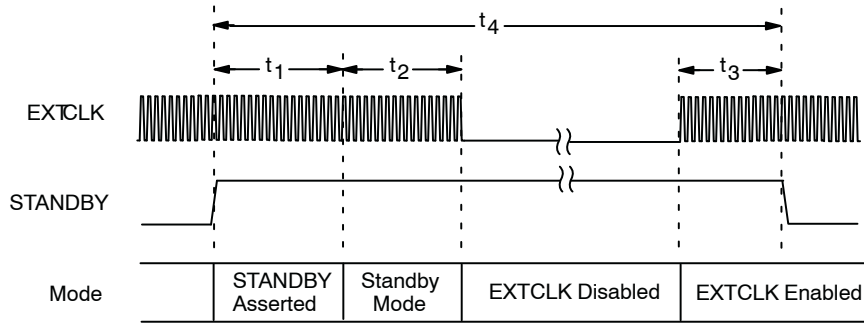 t4
t1
t2
t3
EXTCLK
STANDBY
Mode
STANDBY
Asserted
Standby
Mode
EXTCLK Disabled
EXTCLK Enabled